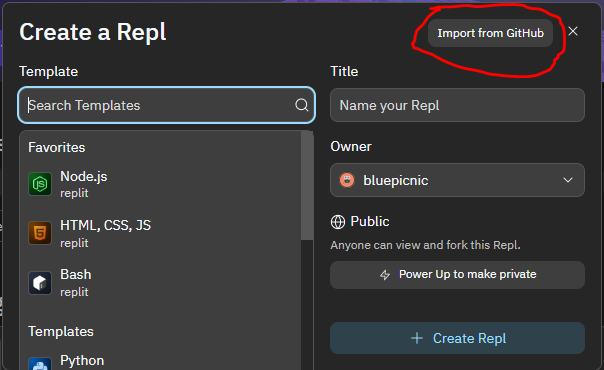 Create a Repl
Import from GitHub
Template
Search Templates
Favorites
Node.js
replit
HTML, CSS, JS
replit
Bash
replit
Templates
Python
Title
Name your Repl
Owner
bluepicnic
Public
Anyone can view and fork this Repl.
Power Up to make private
Create Repl